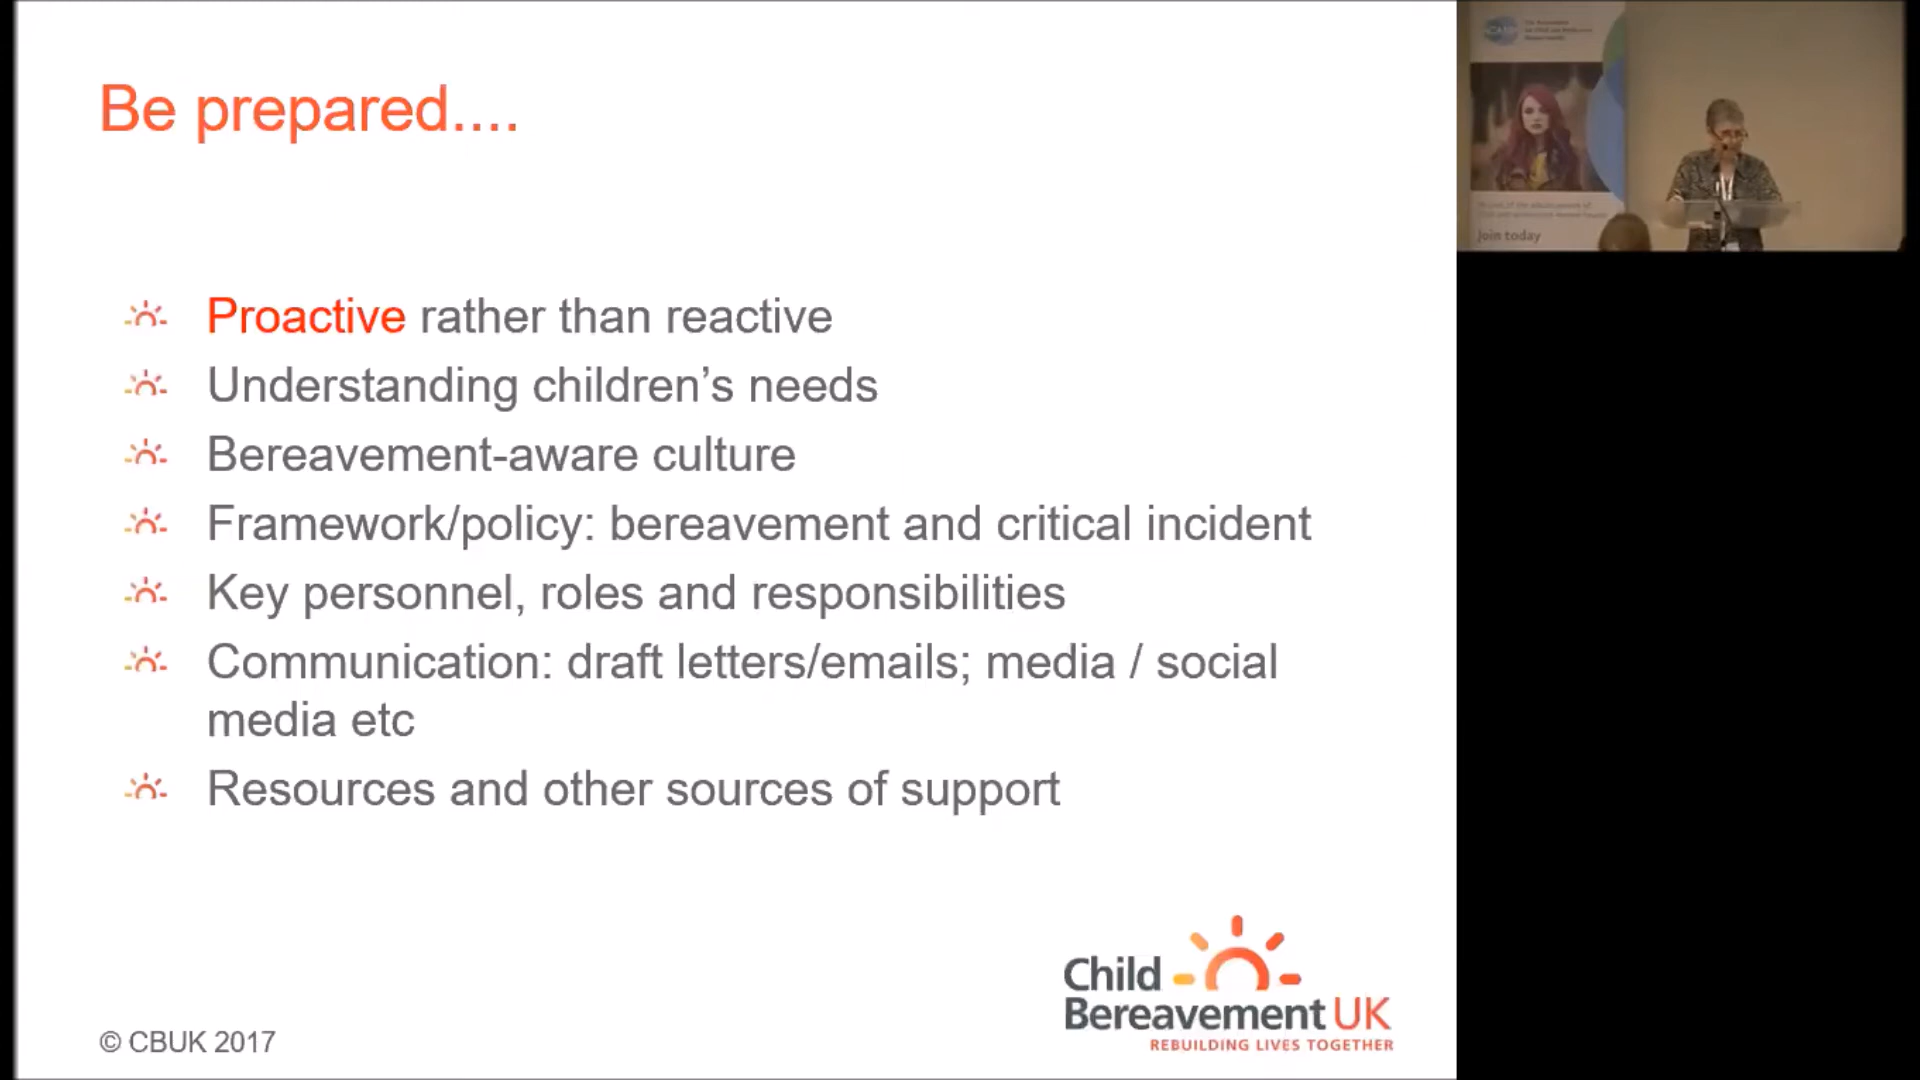 Be prepared....
Proactive rather than reactive
Understanding children’s needs
Bereavement-aware culture
Framework/policy: bereavement and critical incident
Key personnel, roles and responsibilities
Communication: draft letters/emails; media / social
media etc
Resources and other sources of support
Child
Bereavement UK
REBUILDING LIVES TOGETHER
© CBUK 2017
Join today